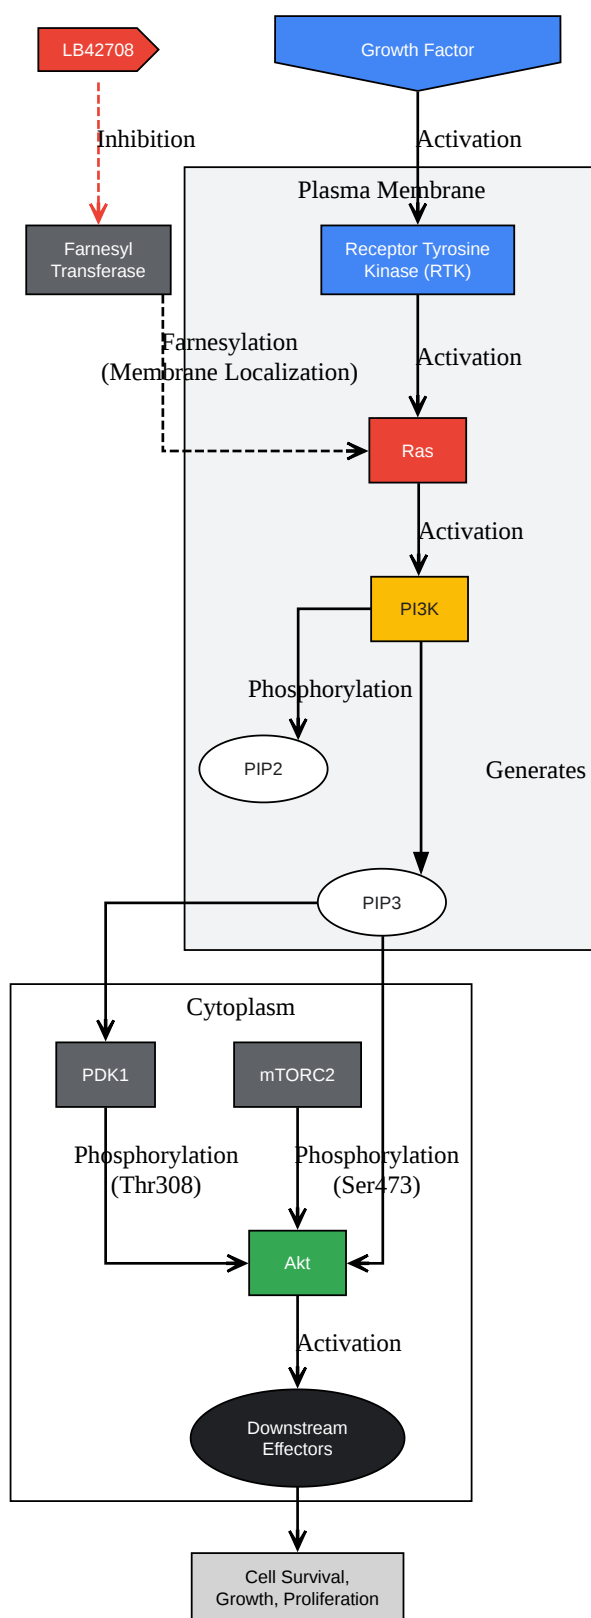 LB42708
Growth Factor
Inhibition
Activation
Plasma Membrane
Farnesyl
Transferase
Receptor Tyrosine
Kinase (RTK)
Farnesylation
(Membrane Localization)
Activation
Ras
Activation
PI3K
Phosphorylation
PIP2
Generates
PIP3
Cytoplasm
PDK1
mTORC2
Phosphorylation
(Thr308)
Phosphorylation
(Ser473)
Akt
Activation
Downstream
Effectors
Cell Survival,
Growth, Proliferation